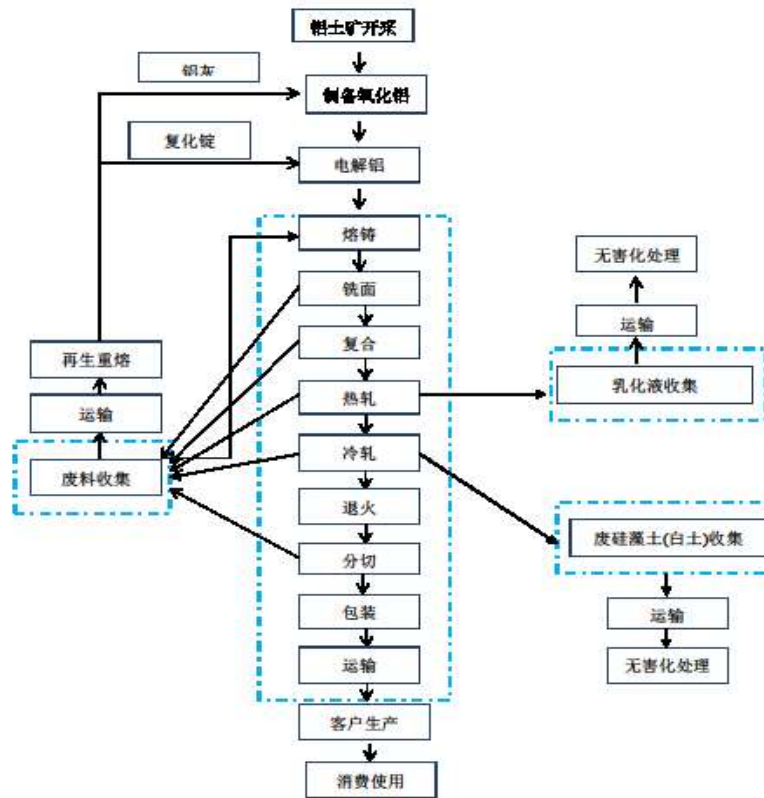 铝土矿开采
铝灰
制备氧化铝
复化锭
电解铝
熔铸
无害化处理
铣面
运输
复合
再生重熔
乳化液收集
热轧
运输
冷轧
废料收集
退火
废硅藻土(白土)收集
分切
包装
运输
运输
无害化处理
客户生产
消费使用